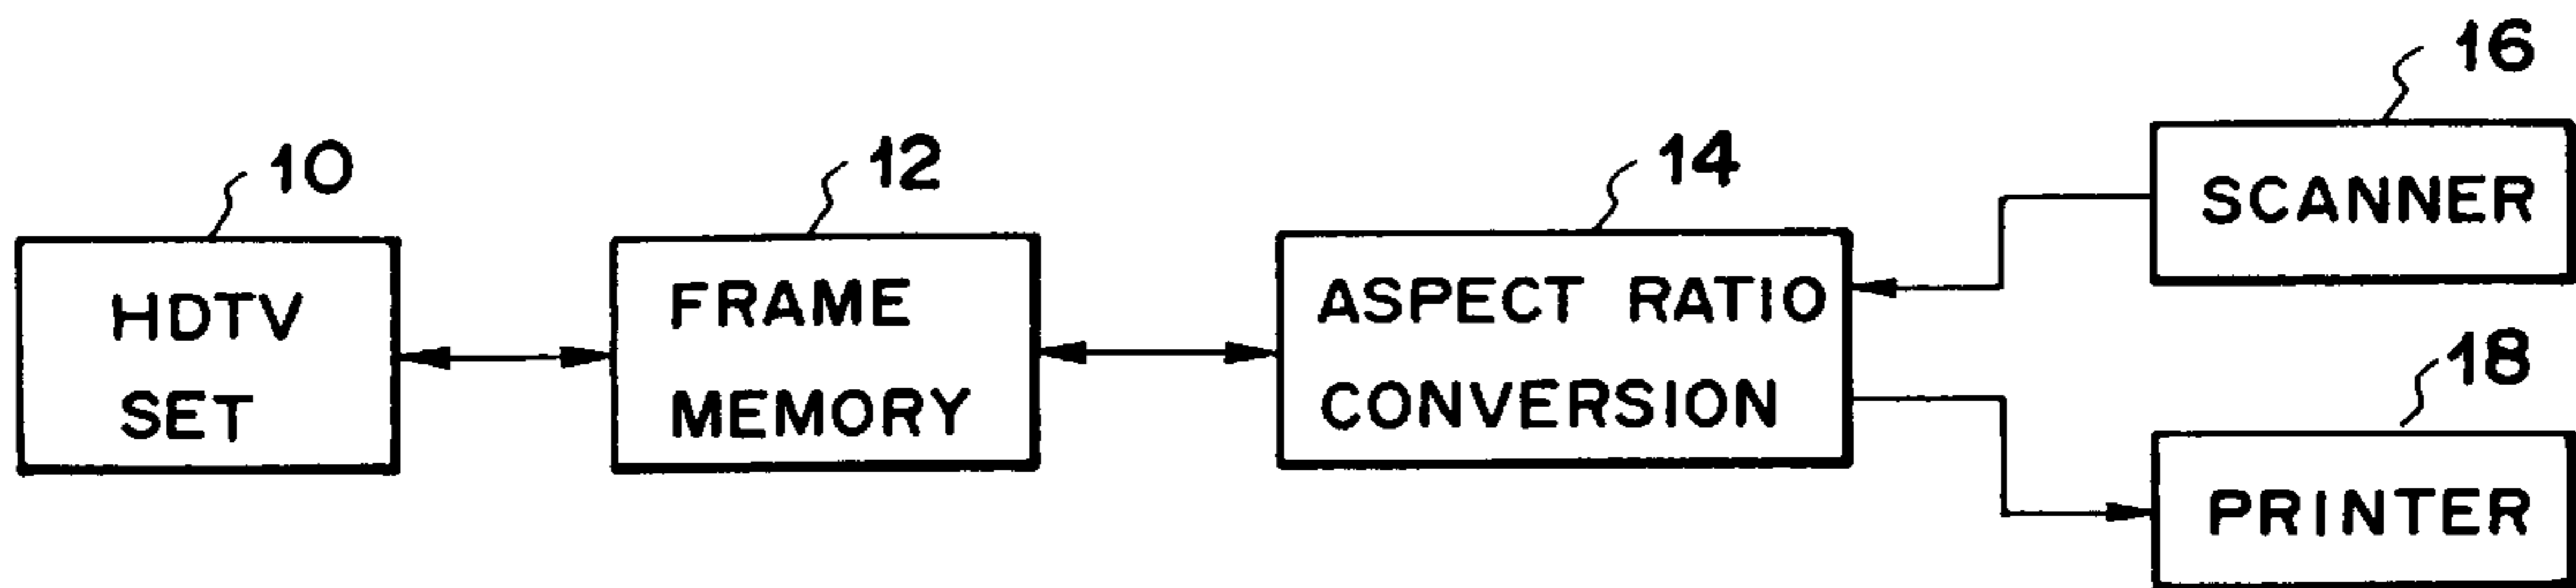 10
HDTV
SET
12
FRAME
MEMORY
14
ASPECT RATIO
CONVERSION
16
SCANNER
18
PRINTER